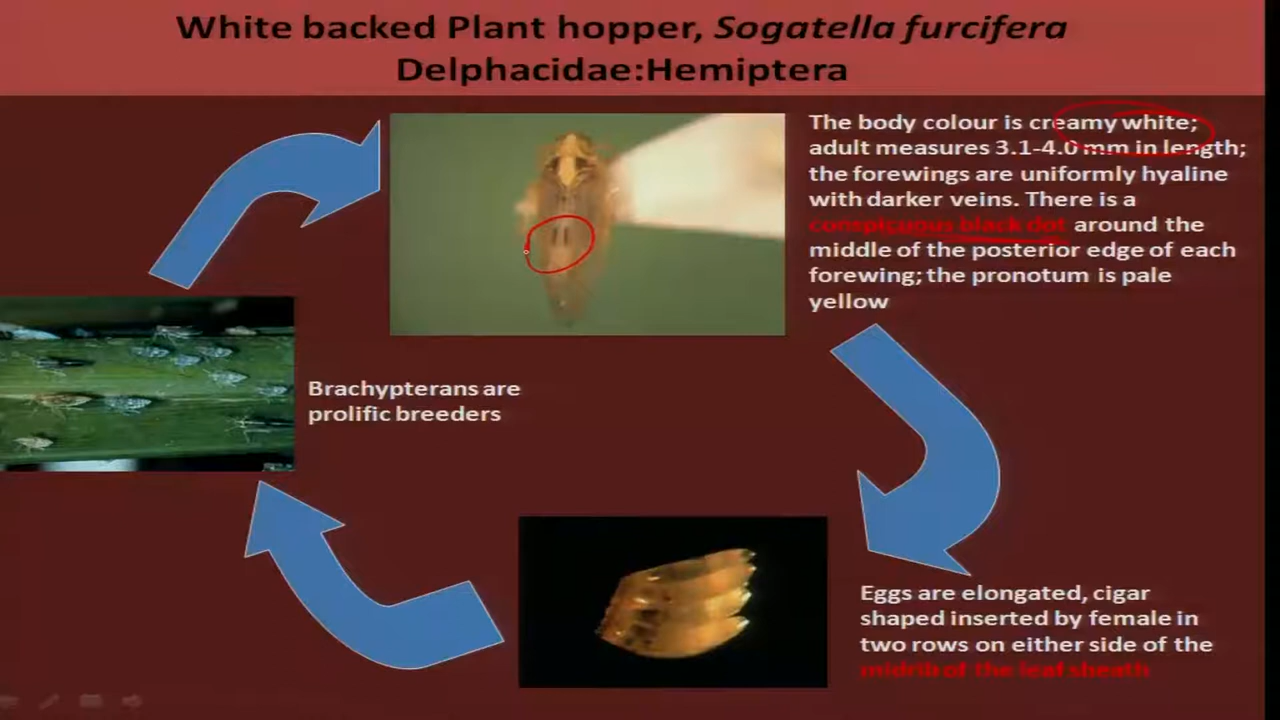 White backed Plant hopper, Sogatella furcifera
Delphacidae:Hemiptera
The body colour is creamy white;
adult measures 3.1-4.0 mm in length;
the forewings are uniformly hyaline
with darker veins. There is a
conspicuous black dot around the
middle of the posterior edge of each
forewing; the pronotum is pale
yellow
Brachypterans are
prolific breeders
Eggs are elongated, cigar
shaped inserted by female in
two rows on either side of the
midrib of the leaf sheath